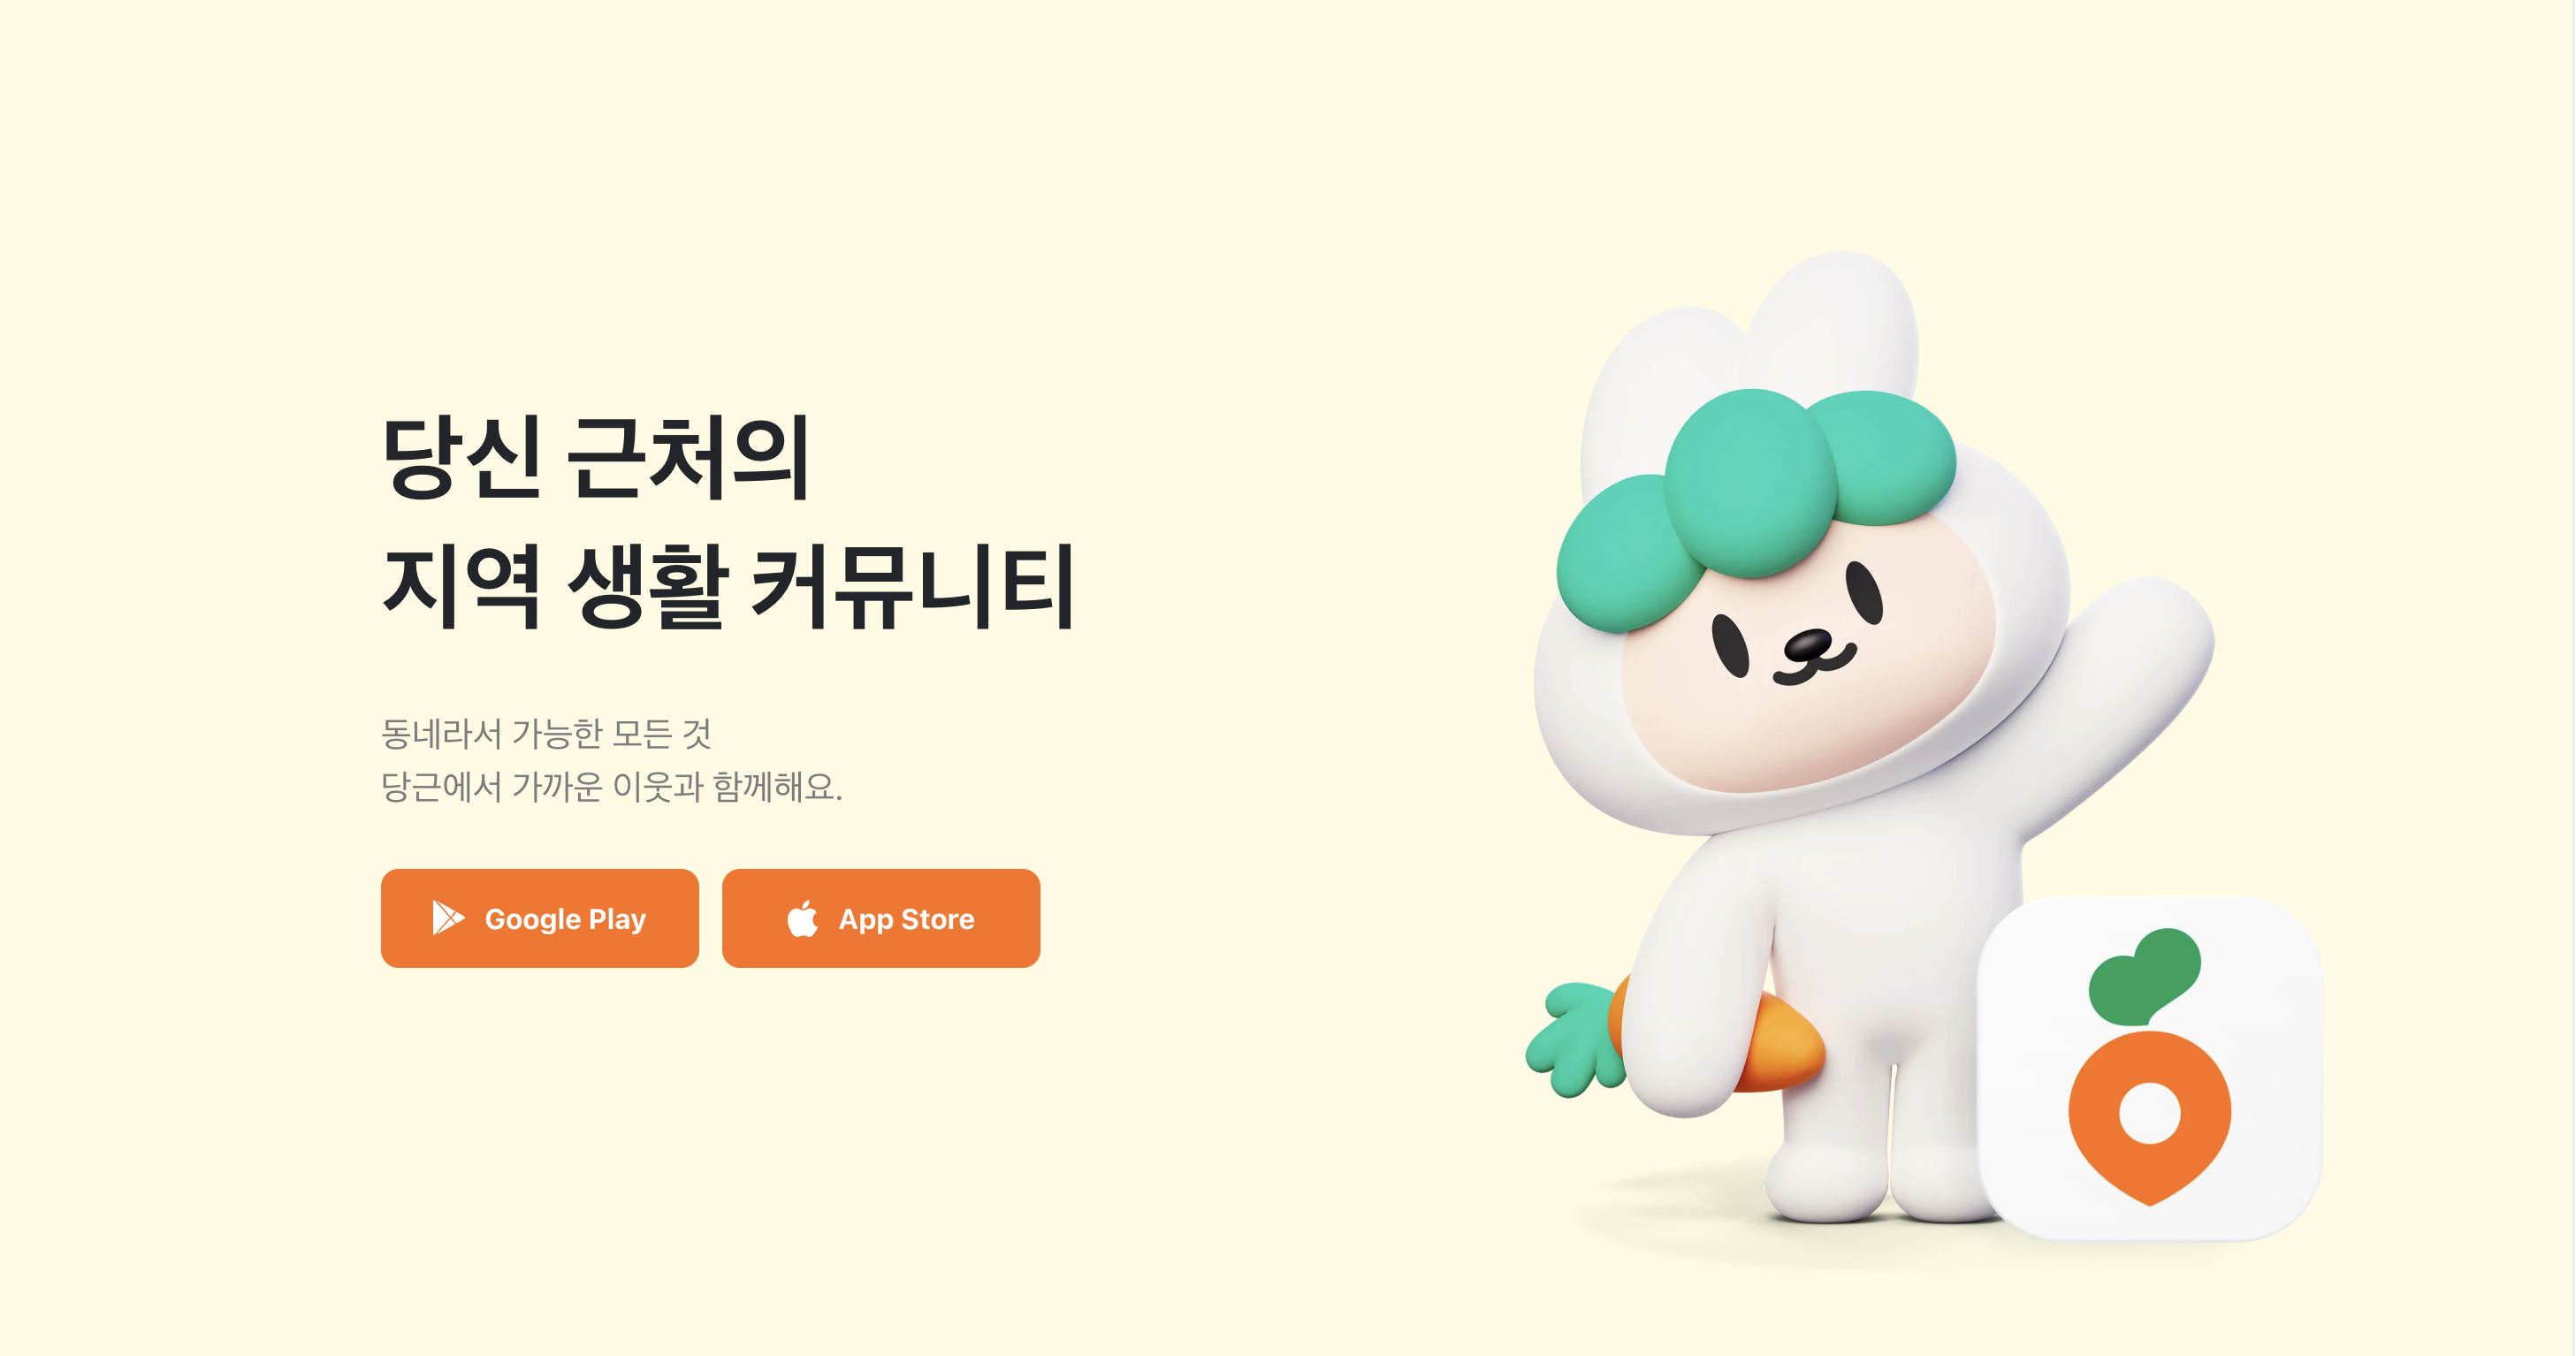 당신 근처의
지역 생활 커뮤니티
동네라서 가능한 모든 것
당근에서 가까운 이웃과 함께해요.
Google Play
App Store